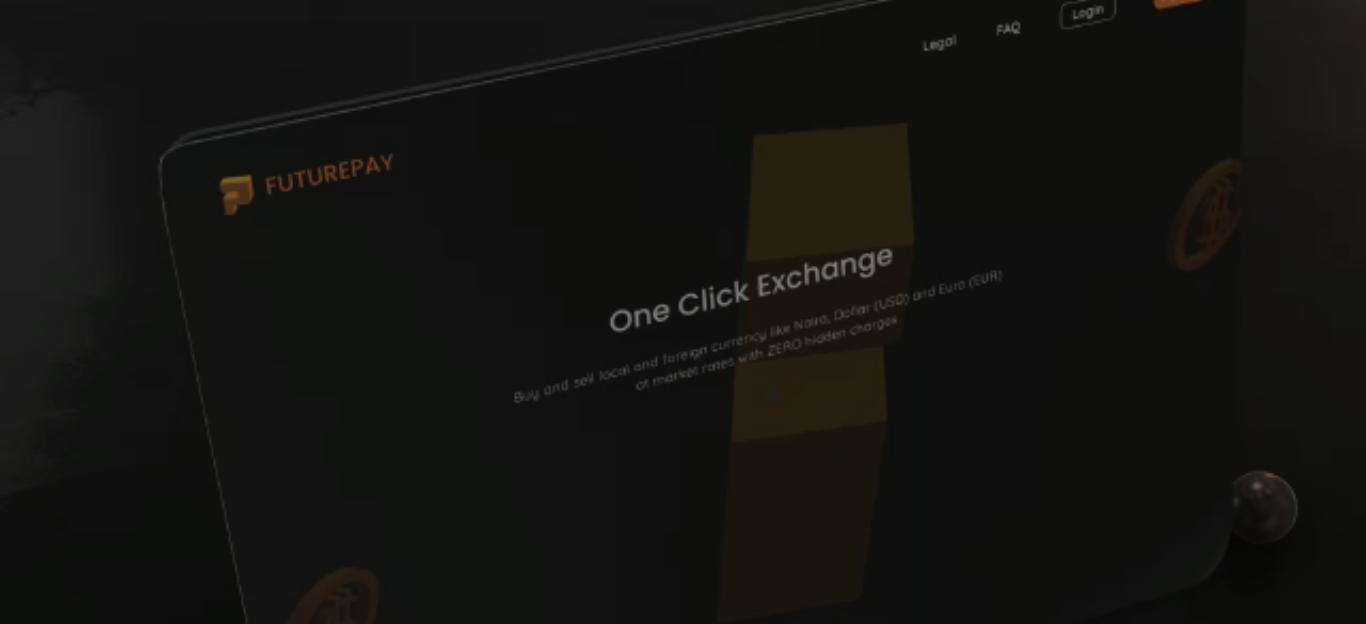 Legal
FAQ
Login
FUTUREPAY
One Click Exchange
Buy and sell local and foreign currency like Naira, Dollar (USD) and Euro (EUR)
at market rates with ZERO hidden charges